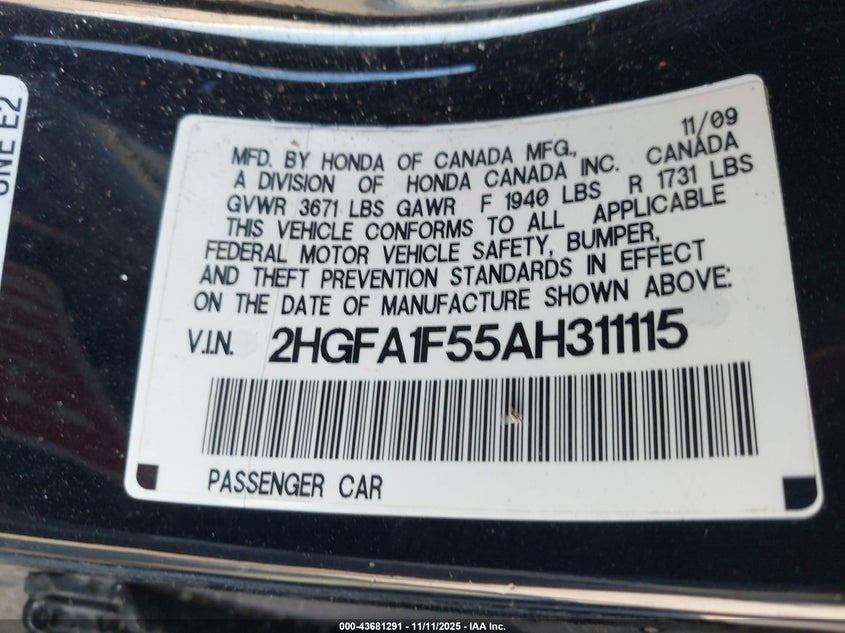 ONE E2
11/09
MFD. BY HONDA OF CANADA MFG.,
A DIVISION OF HONDA CANADA INC. CANADA
GVWR 3671 LBS GAWR F 1940 LBS R 1731 LBS
THIS VEHICLE CONFORMS TO ALL APPLICABLE
FEDERAL MOTOR VEHICLE SAFETY, BUMPER,
AND THEFT PREVENTION STANDARDS IN EFFECT
ON THE DATE OF MANUFACTURE SHOWN ABOVE:
V.I.N. 2HGFA1F55AH311115
PASSENGER CAR
000-43681291 - 11/11/2025 - IAA Inc.